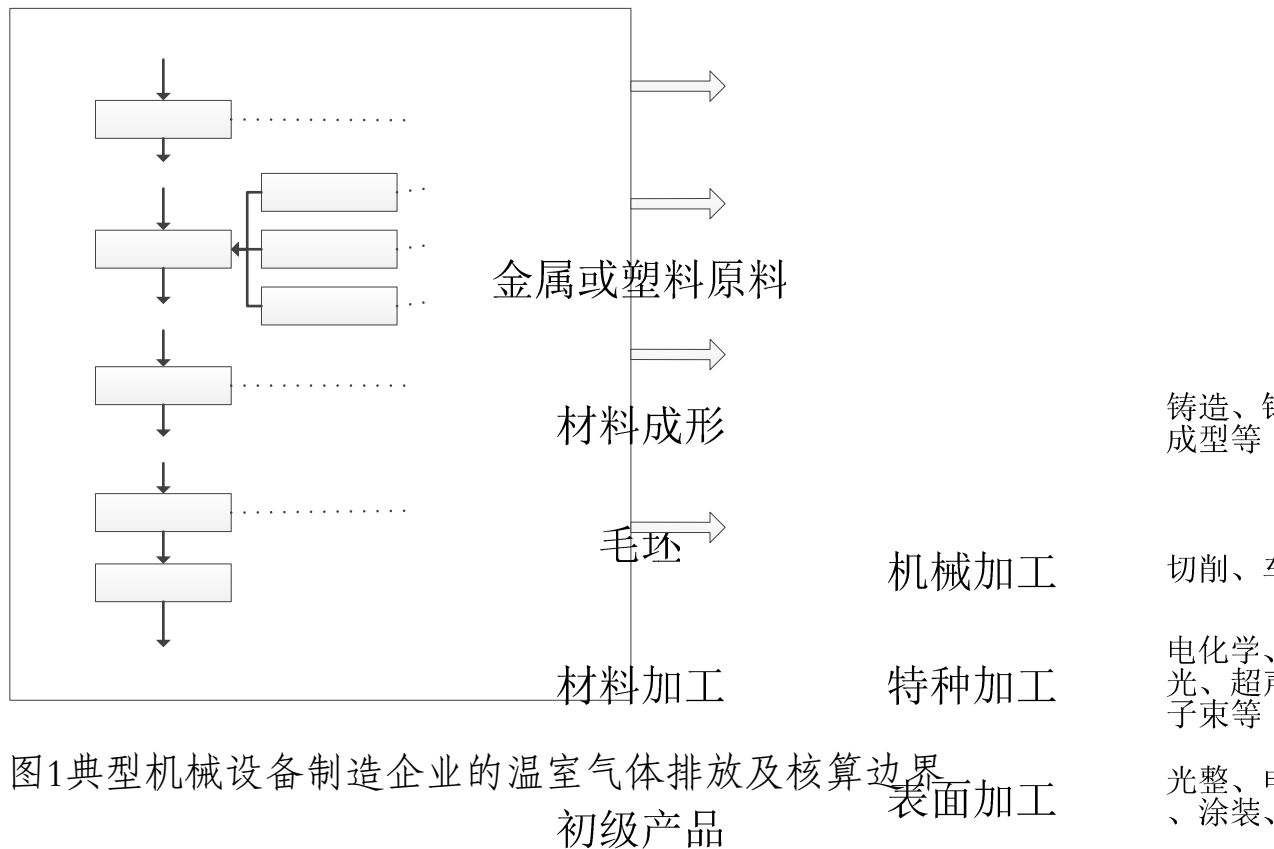 金属或塑料原料
材料成形
铸造、
成型等
毛坯
机械加工
切削、
材料加工
特种加工
电化学、
光、超声
子束等
图1典型机械设备制造企业的温室气体排放及核算边界
表面加工
光整、电
、涂装、
初级产品